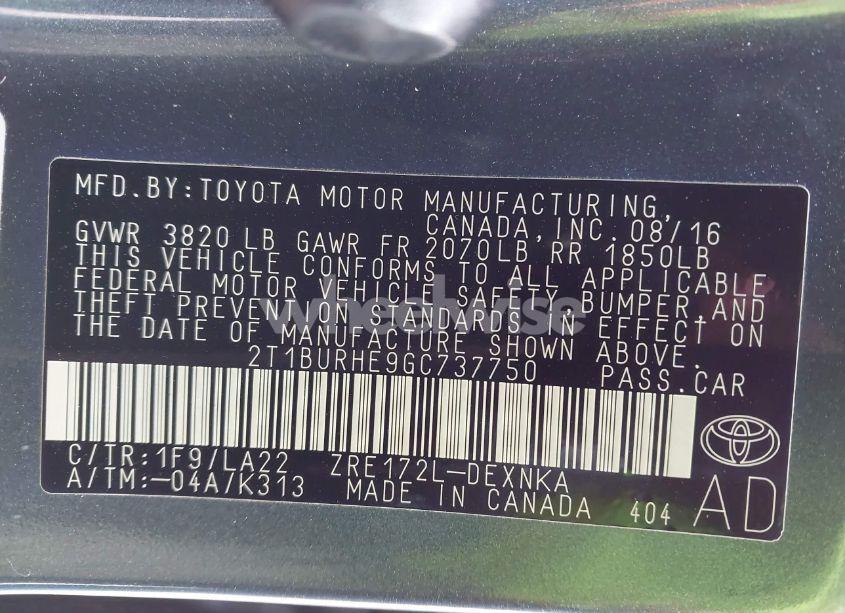 MFD.BY:TOYOTA MOTOR MANUFACTURING,
CANADA,INC.08/16
GVWR 3820 LB GAWR FR 2070LB RR 1850LB
THIS VEHICLE CONFORMS TO ALL APPLICABLE
FEDERAL MOTOR VEHICLE SAFETY,BUMPER,AND
THEFT PREVENTION STANDARDS IN EFFECT ON
THE DATE OF MANUFACTURE SHOWN ABOVE.
2T1BURHE9GC737750 PASS.CAR
C/TR:1F9/LA22 ZRE172L-DEXNKA
A/TM:-04A/K313 MADE IN CANADA 404 AD
wheelwise